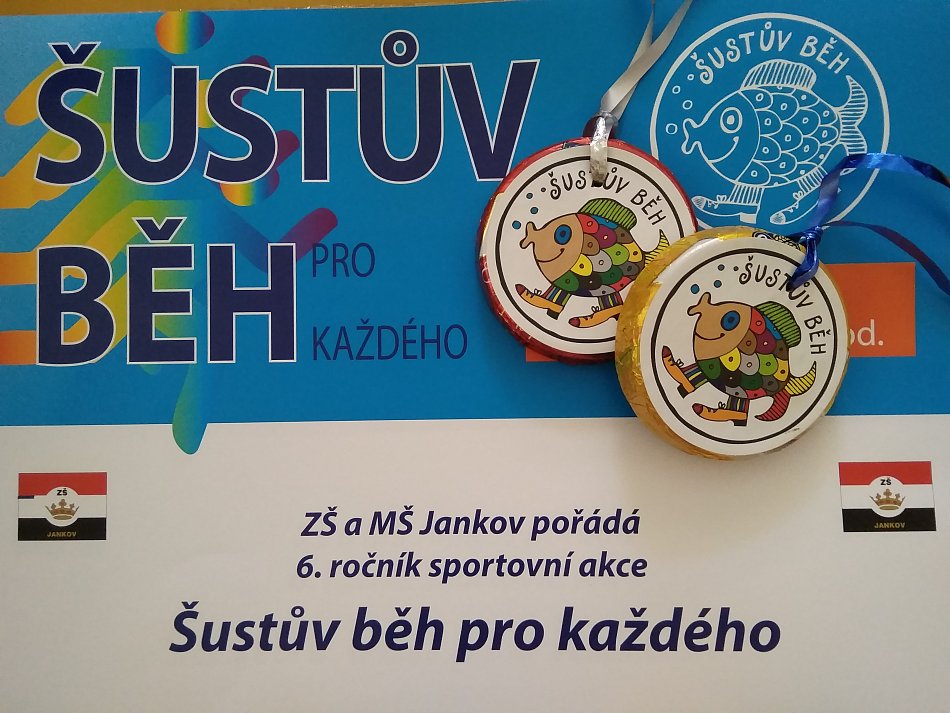 ŠUSTŮV
BĚH PRO
KAŽDÉHO
ŠUSTŮV BĚH
ŠUSTŮV BĚH
ŠUSTŮV BĚH
od.
ZŠ
JANKOV
ZŠ
JANKOV
ZŠ a MŠ Jankov pořádá
6. ročník sportovní akce
Šustův běh pro každého